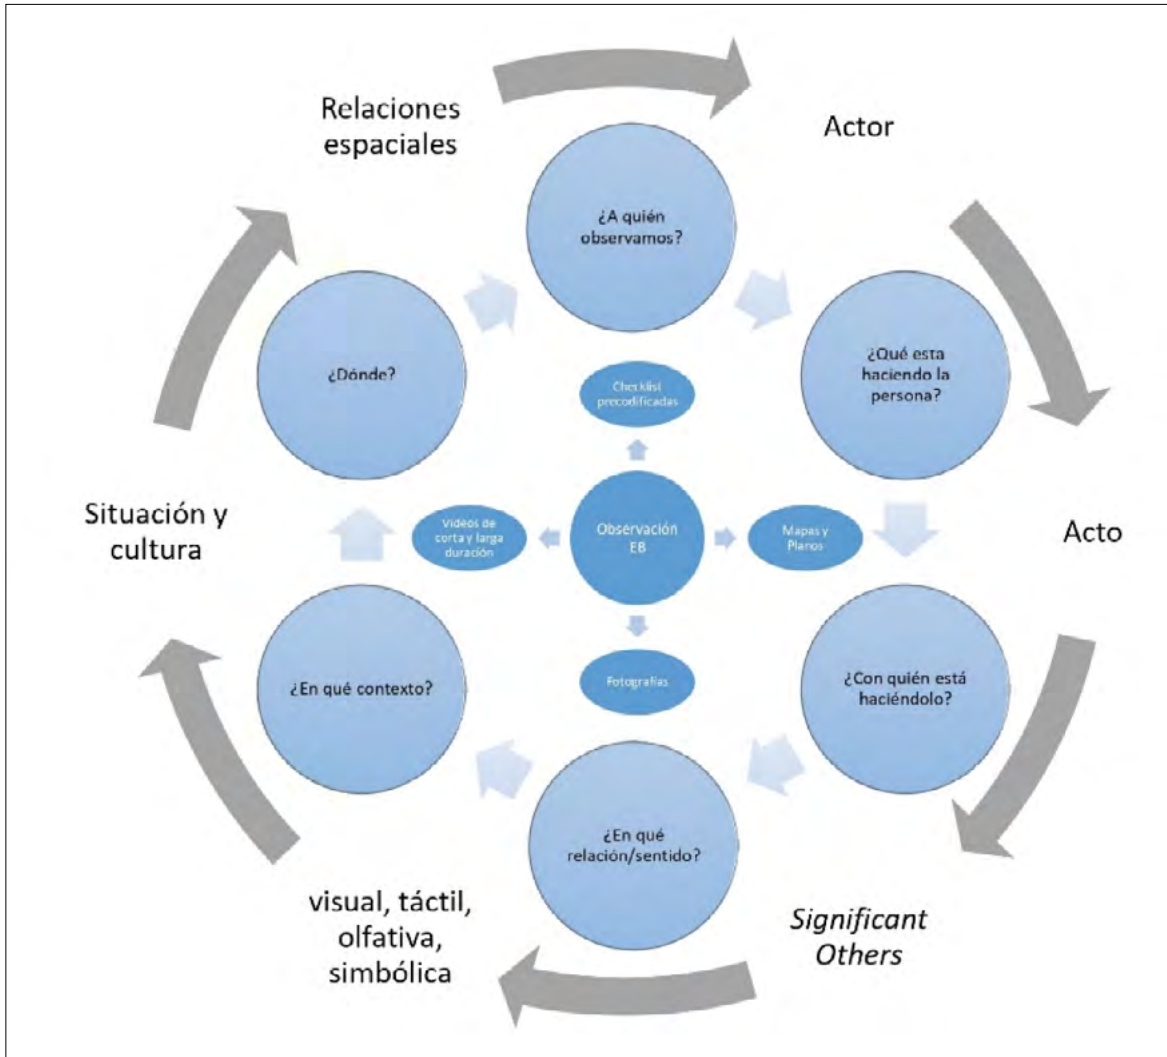 Relaciones
espaciales
Actor
¿A quién
observamos?
¿Dónde?
¿Qué esta
haciendo la
persona?
Checklist
precodificadas
Situación y
cultura
Videos de
corta y larga
duración
Observación
EB
Mapas y
Planos
Acto
¿En qué contexto?
Fotografías
¿Con quién está
haciéndolo?
¿En qué
relación/sentido?
visual, táctil,
olfativa,
simbólica
Significant
Others